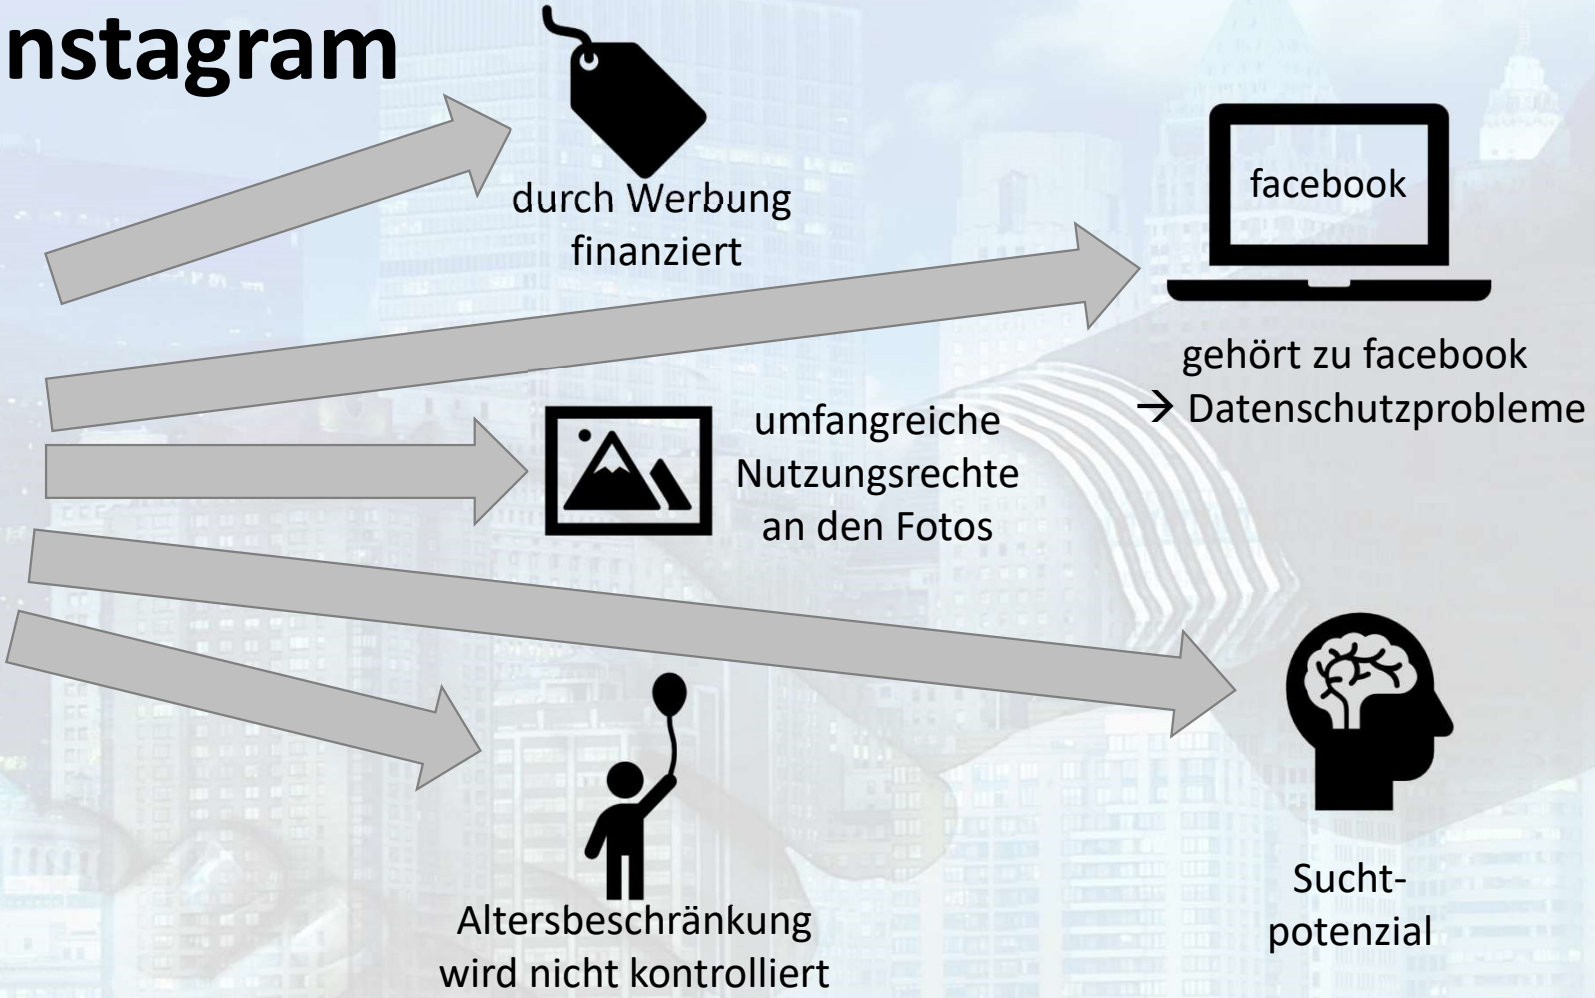 nstagram
durch Werbung
finanziert
facebook
gehört zu facebook
→ Datenschutzprobleme
umfangreiche
Nutzungsrechte
an den Fotos
Sucht-
potenzial
Altersbeschränkung
wird nicht kontrolliert